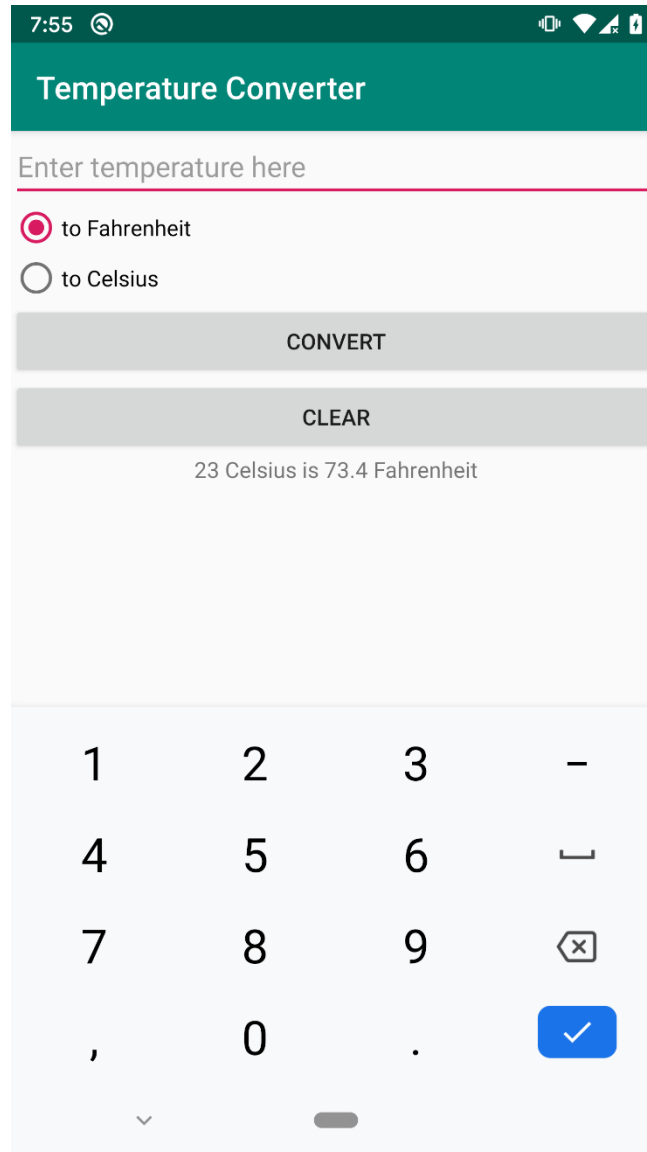 7:55
Temperature Converter
Enter temperature here
to Fahrenheit
to Celsius
CONVERT
CLEAR
23 Celsius is 73.4 Fahrenheit
1 2 3 −
4 5 6
7 8 9
, 0 .